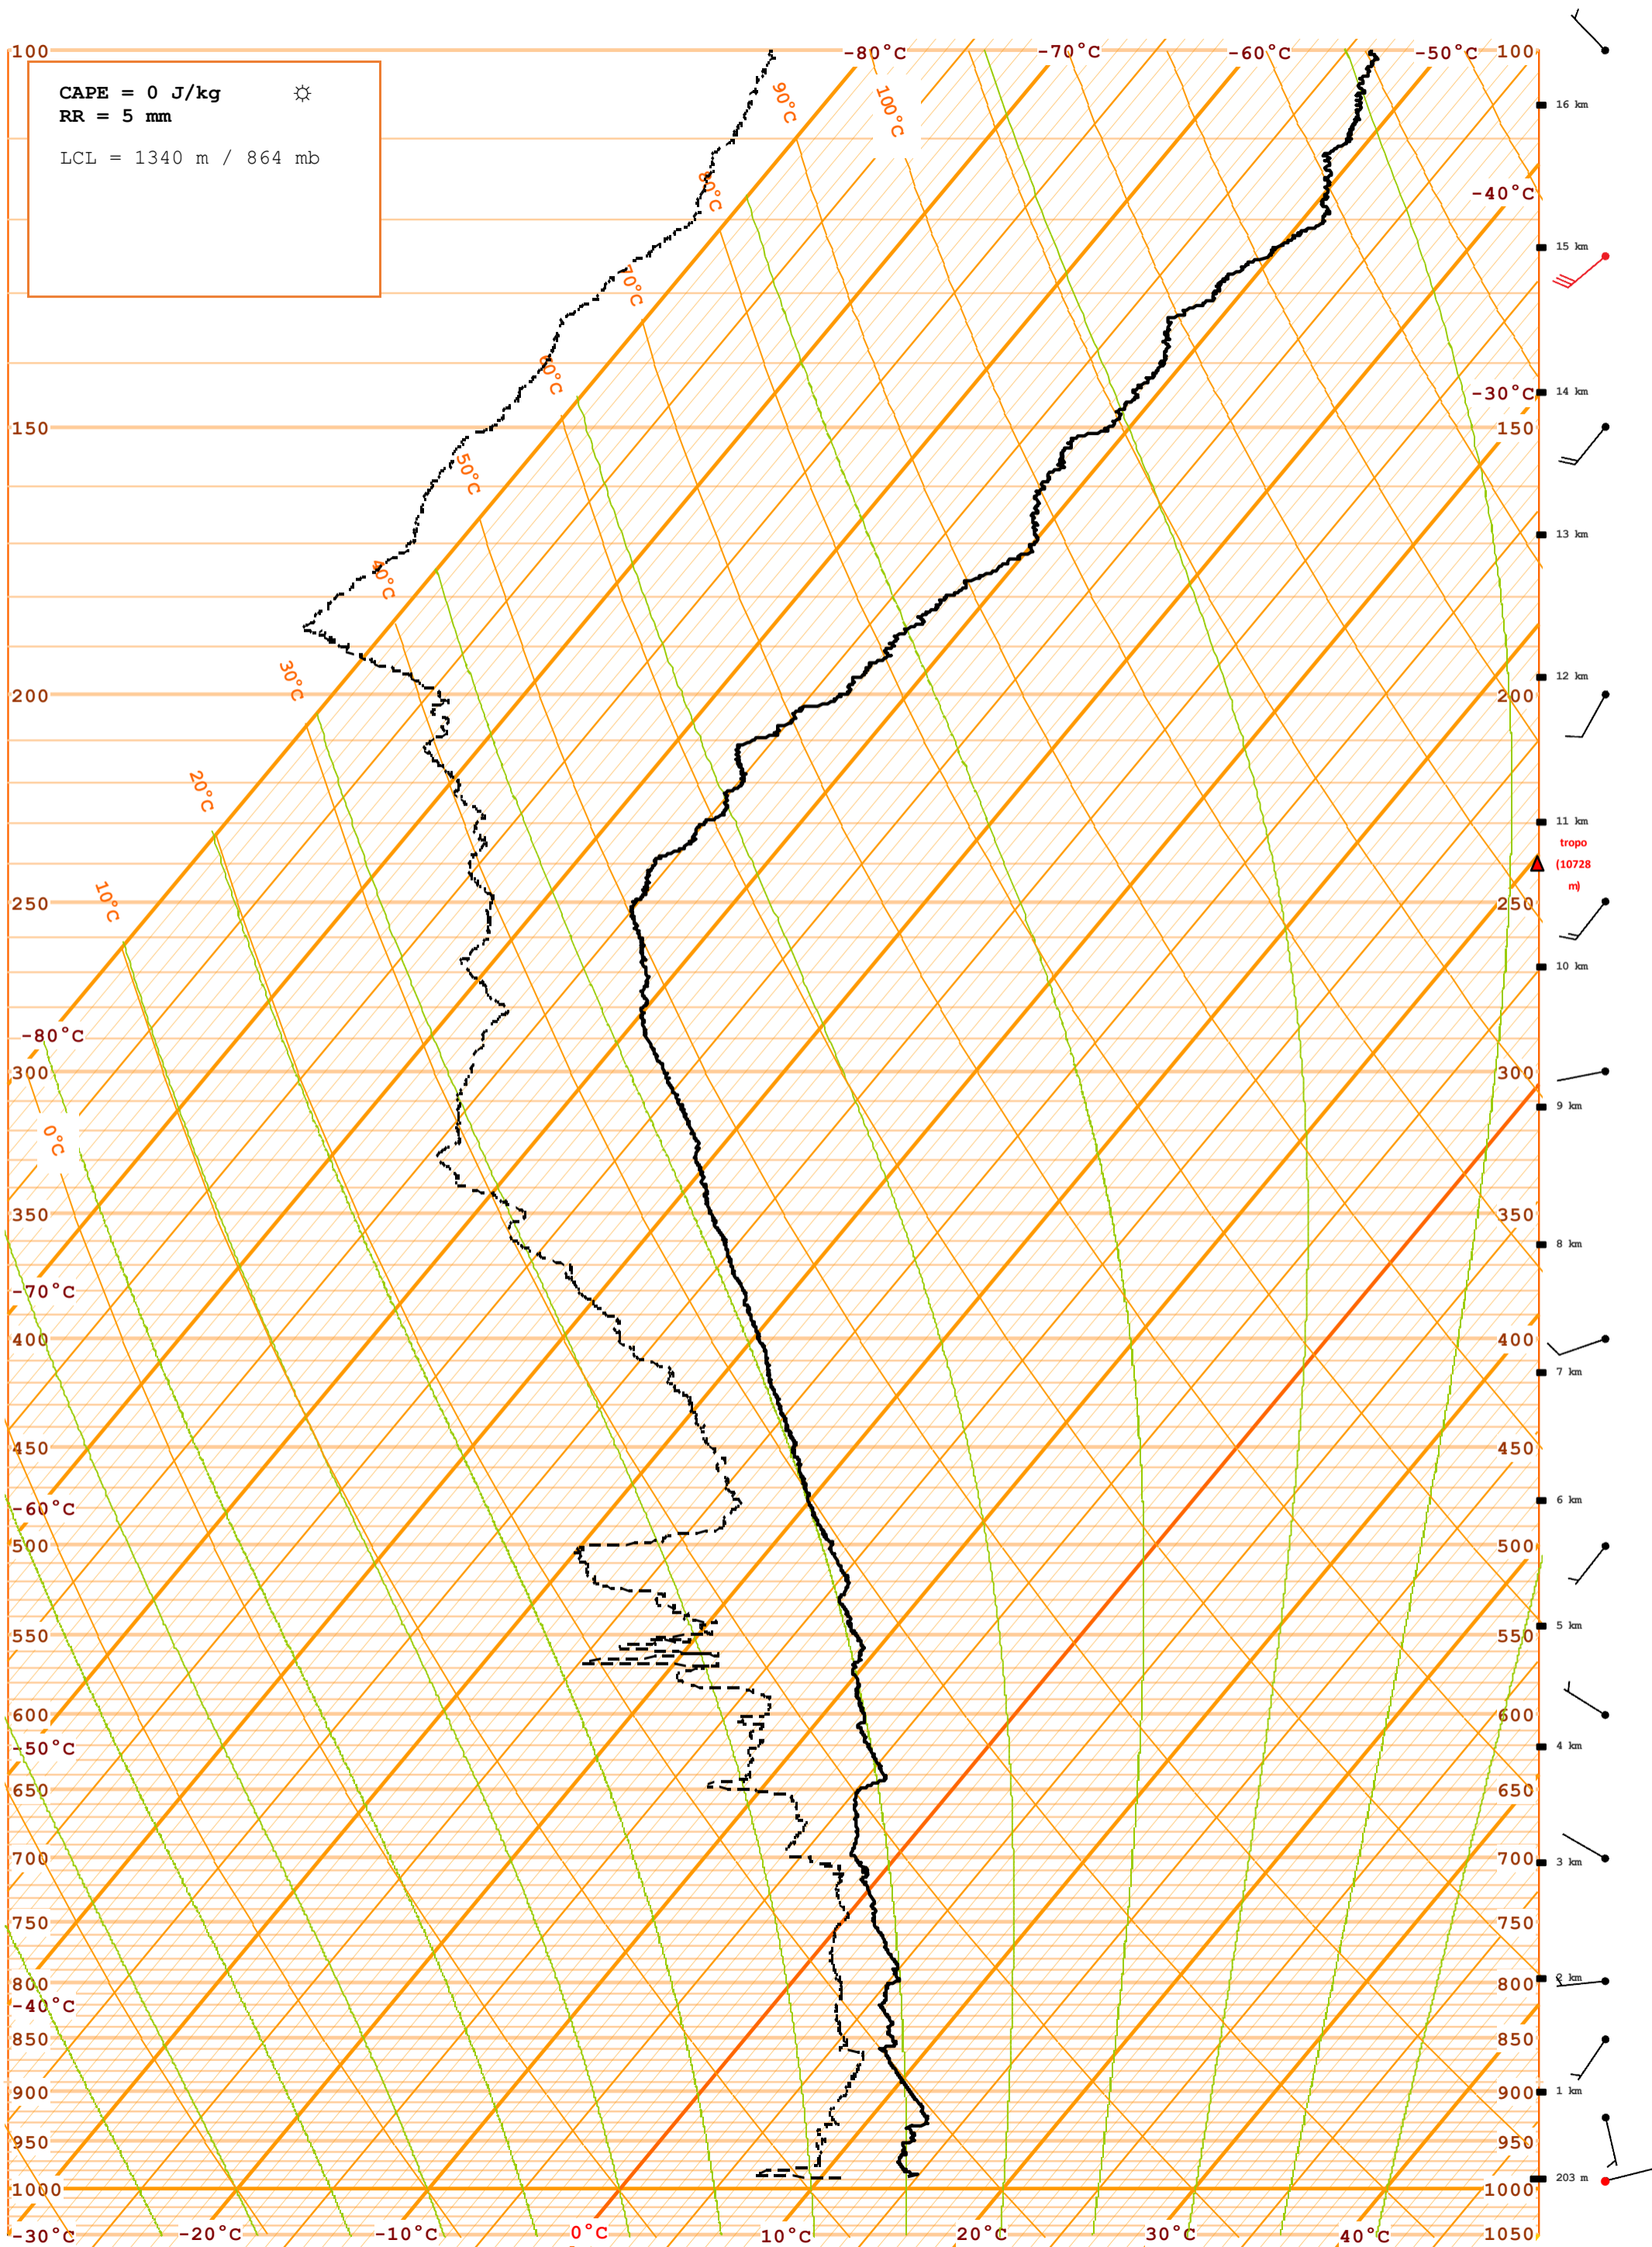 -80°C
-70°C
-60°C
-50°C
100
100
CAPE = 0 J/kg ☼
RR = 5 mm
LCL = 1340 m / 864 mb
90°C
100°C
16 km
80°C
-40°C
15 km
70°C
60°C
-30°C
14 km
150
150
50°C
13 km
40°C
30°C
12 km
200
200
20°C
11 km
tropo
(10728
m)
10°C
250
250
10 km
-80°C
300
300
9 km
0°C
350
350
8 km
-70°C
400
400
7 km
450
450
6 km
-60°C
500
500
5 km
550
550
600
600
-50°C
4 km
650
650
700
700
3 km
750
750
2 km
800
800
-40°C
850
850
900
900
1 km
950
950
203 m
1000
1000
-30°C
-20°C
-10°C
0°C
10°C
20°C
30°C
40°C
1050